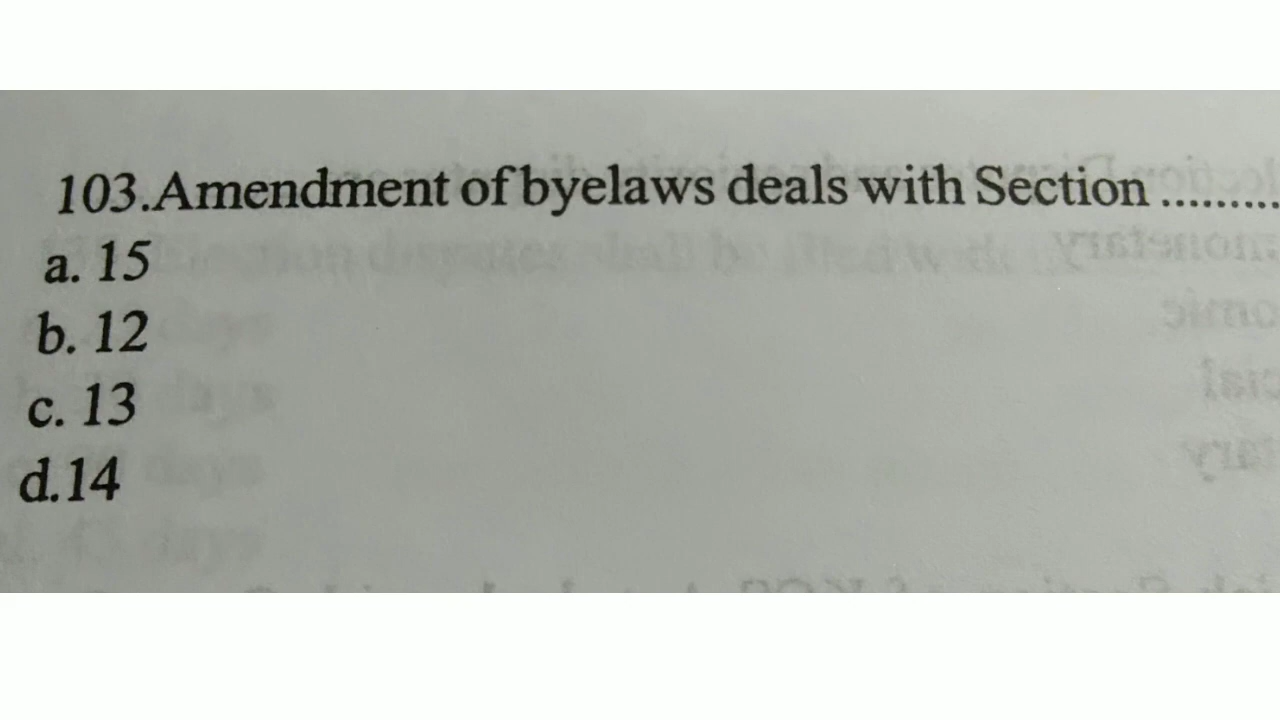 103.Amendment of byelaws deals with Section .........
a. 15
b. 12
c. 13
d.14